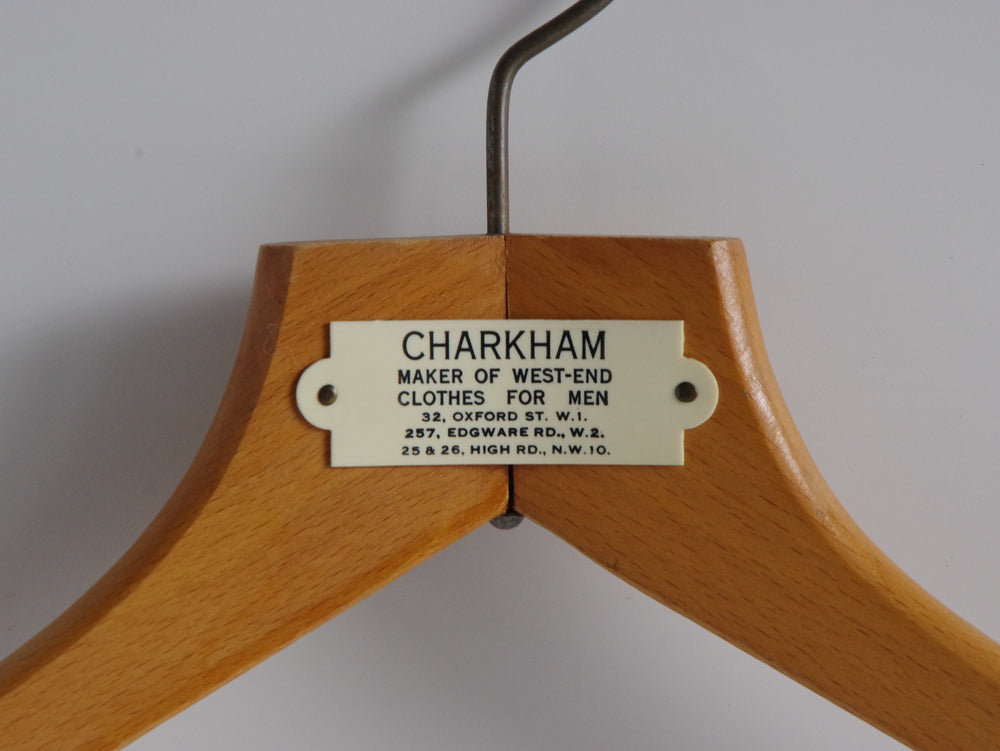 CHARKHAM
MAKER OF WEST-END
CLOTHES FOR MEN
32, OXFORD ST. W.1.
257, EDGWARE RD., W.2.
25 & 26, HIGH RD., N.W.10.